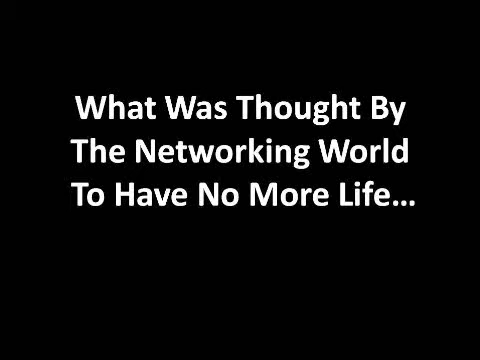 What Was Thought By
The Networking World
To Have No More Life…